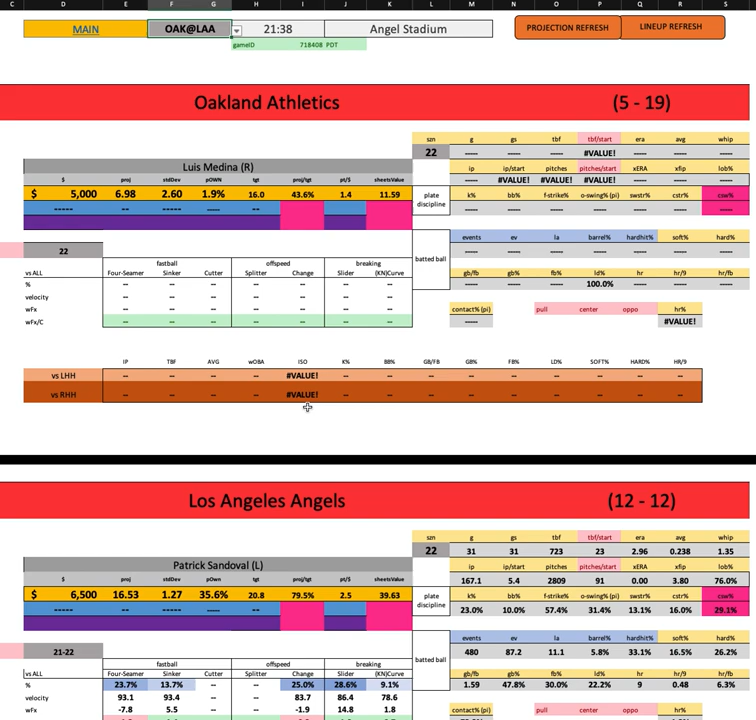 C D E F G H I J K L M N O P Q R S
MAIN OAK@LAA 21:38 Angel Stadium PROJECTION REFRESH LINEUP REFRESH
gameID 718408 PDT
Oakland Athletics (5 - 19)
szn g gs tbf tbf/start era avg whip
22 ----- ----- ----- #VALUE! ----- ----- -----
Luis Medina (R)
ip ip/start pitches pitches/start xERA xfip lob%
$ proj stdDev pOWN tgt proj/tgt pt/$ sheetsValue
----- #VALUE! #VALUE! #VALUE! ----- ----- -----
$ 5,000 6.98 2.60 1.9% 16.0 43.6% 1.4 11.59
plate discipline
k% bb% f-strike% o-swing% (pi) swstr% cstr% csw%
----- -- -- ---- -- -- --
----- ----- ----- ----- ----- ----- -----
batted ball
events ev la barrel% hardhit% soft% hard%
22
----- ----- ----- ----- ----- ----- -----
fastball offspeed breaking
vs ALL Four-Seamer Sinker Cutter Splitter Change Slider (KN)Curve
gb/fb gb% fb% ld% hr hr/9 hr/fb
% -- -- -- -- -- -- --
----- ----- ----- 100.0% ----- ----- -----
velocity -- -- -- -- -- -- --
wFx -- -- -- -- -- -- --
contact% (pi) pull center oppo hr%
wFx/C -- -- -- -- -- -- --
----- #VALUE!
IP TBF AVG wOBA ISO K% BB% GB/FB GB% FB% LD% SOFT% HARD% HR/9
vs LHH -- -- -- -- #VALUE! -- -- -- -- -- -- -- -- --
vs RHH -- -- -- -- #VALUE! -- -- -- -- -- -- -- -- --
Los Angeles Angels (12 - 12)
szn g gs tbf tbf/start era avg whip
22 31 31 723 23 2.96 0.238 1.35
Patrick Sandoval (L)
ip ip/start pitches pitches/start xERA xfip lob%
$ proj stdDev pOwn tgt proj/tgt pt/$ sheetsValue
167.1 5.4 2809 91 0.00 3.80 76.0%
$ 6,500 16.53 1.27 35.6% 20.8 79.5% 2.5 39.63
plate discipline
k% bb% f-strike% o-swing% (pi) swstr% cstr% csw%
----- -- -- ---- -- -- --
23.0% 10.0% 57.4% 31.4% 13.1% 16.0% 29.1%
batted ball
events ev la barrel% hardhit% soft% hard%
21-22
480 87.2 11.1 5.8% 33.1% 16.5% 26.2%
fastball offspeed breaking
vs ALL Four-Seamer Sinker Cutter Splitter Change Slider (KN)Curve
gb/fb gb% fb% ld% hr hr/9 hr/fb
% 23.7% 13.7% -- -- 25.0% 28.6% 9.1%
1.59 47.8% 30.0% 22.2% 9 0.48 6.3%
velocity 93.1 93.4 -- -- 83.7 86.4 78.6
wFx -7.8 5.5 -- -- -1.9 14.8 1.8
contact% (pi) pull center oppo hr%